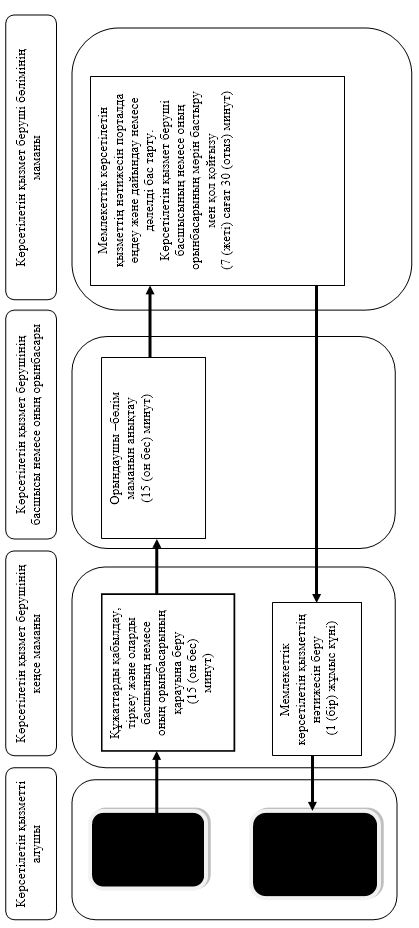 Көрсетілетін қызметті
алушы
Көрсетілетін қызмет берушінің
кеңсе маманы
Көрсетілетін қызмет берушінің
басшысы немесе оның орынбасары
Көрсетілетін қызмет беруші бөлімінің
маманы
Құжаттарды қабылдау,
тіркеу және оларды
басшының немесе
оның орынбасарының
қарауына беру
(15 (он бес)
минут)
Орындаушы –бөлім
маманын анықтау
(15 (он бес) минут)
Мемлекеттік көрсетілетін
қызметтің нәтижесін порталда
өңдеу және дайындау немесе
дәлелді бас тарту.
Көрсетілетін қызмет беруші
басшысының немесе оның
орынбасарының мөрін бастыру
мен қол қойғызу
(7 (жеті) сағат 30 (отыз) минут)
Мемлекеттік
көрсетілетін қызметтің
нәтижесін беру
(1 (бір) жұмыс күні)